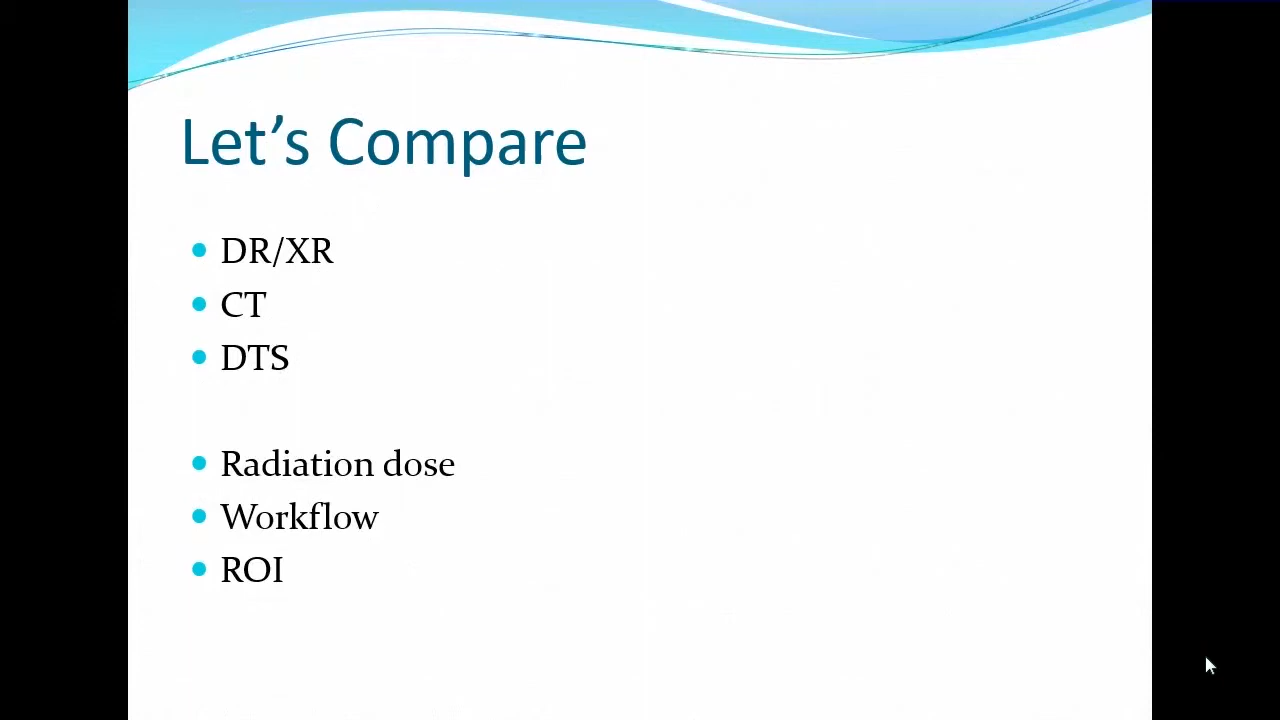 Let’s Compare
DR/XR
CT
DTS
Radiation dose
Workflow
ROI